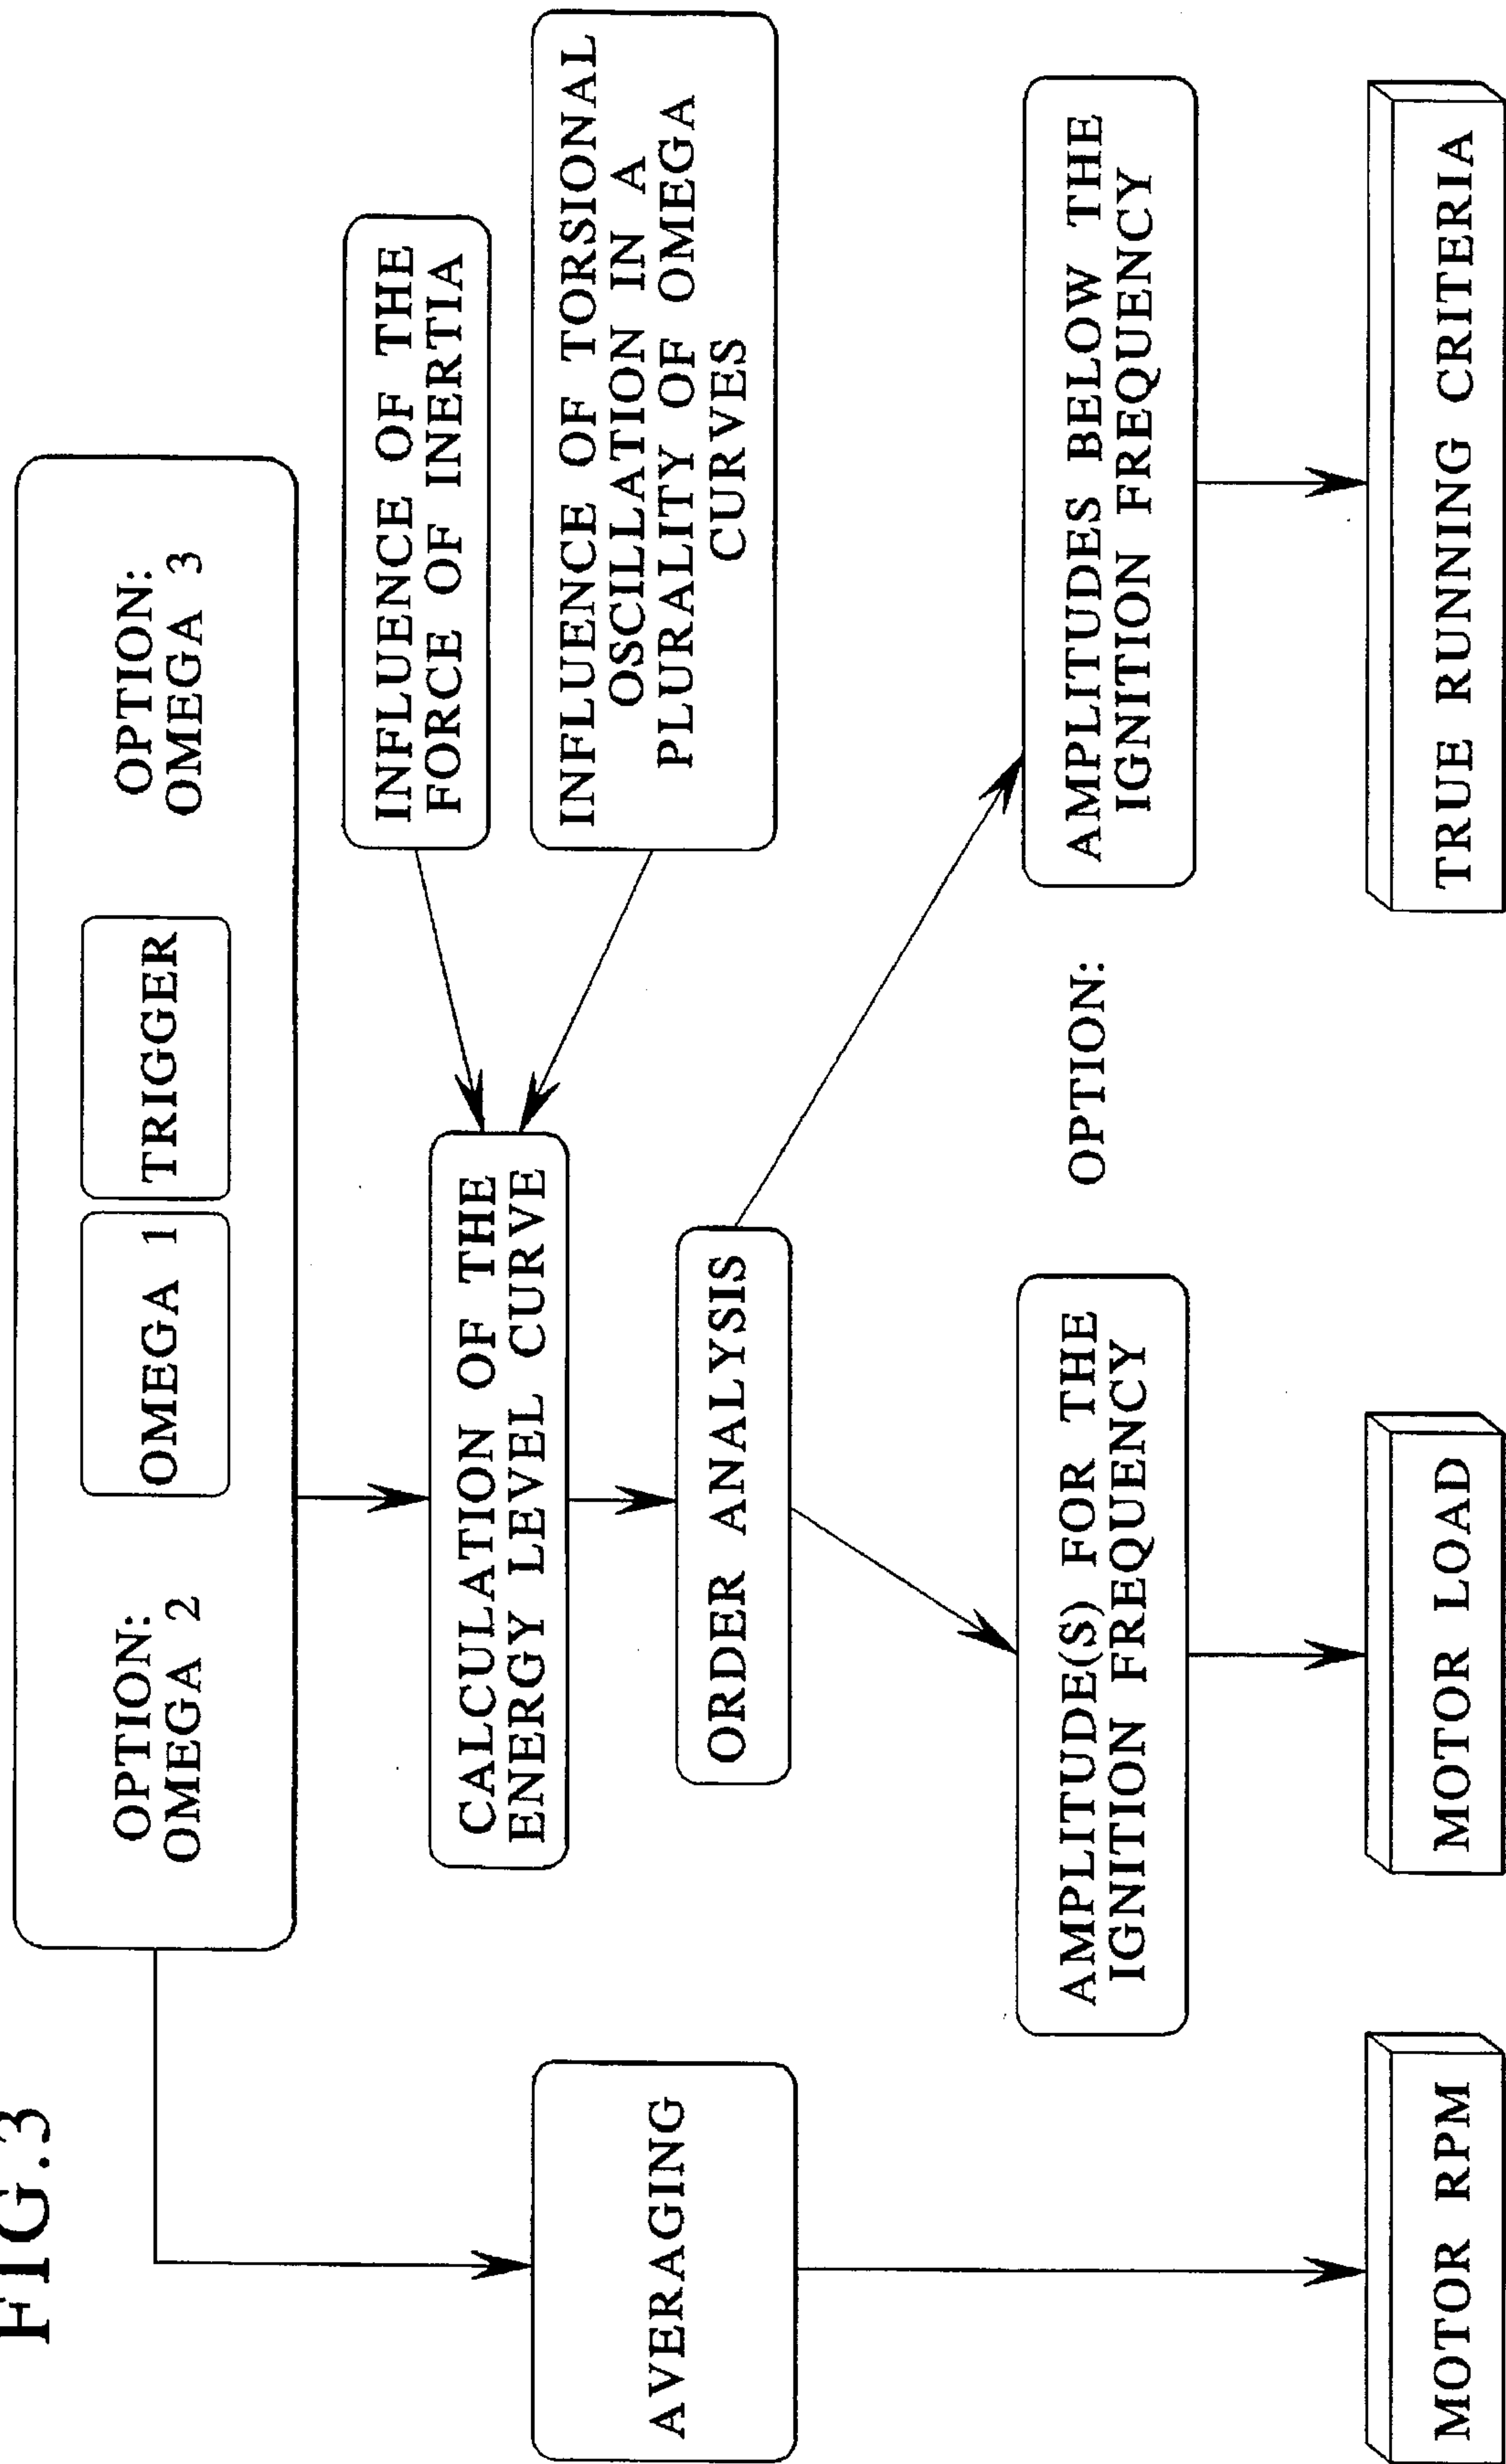 FIG.3
OPTION:
OMEGA 2
OMEGA 1
TRIGGER
OPTION:
OMEGA 3
INFLUENCE OF THE
FORCE OF INERTIA
CALCULATION OF THE
ENERGY LEVEL CURVE
INFLUENCE OF TORSIONAL
OSCILLATION IN A
PLURALITY OF OMEGA
CURVES
AVERAGING
ORDER ANALYSIS
AMPLITUDE(S) FOR THE
IGNITION FREQUENCY
OPTION:
AMPLITUDES BELOW THE
IGNITION FREQUENCY
MOTOR RPM
MOTOR LOAD
TRUE RUNNING CRITERIA